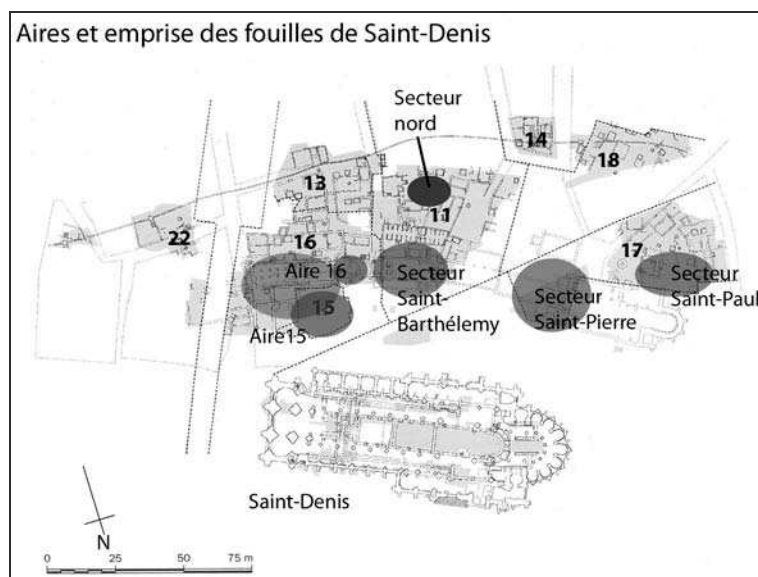 Aires et emprise des fouilles de Saint-Denis
Secteur
nord
14
18
13
11
22
16
17
Aire 16
Secteur
Saint-
Barthélemy
Secteur
Saint-Pierre
Secteur
Saint-Paul
15
Aire15
Saint-Denis
N
0 25 50 75 m